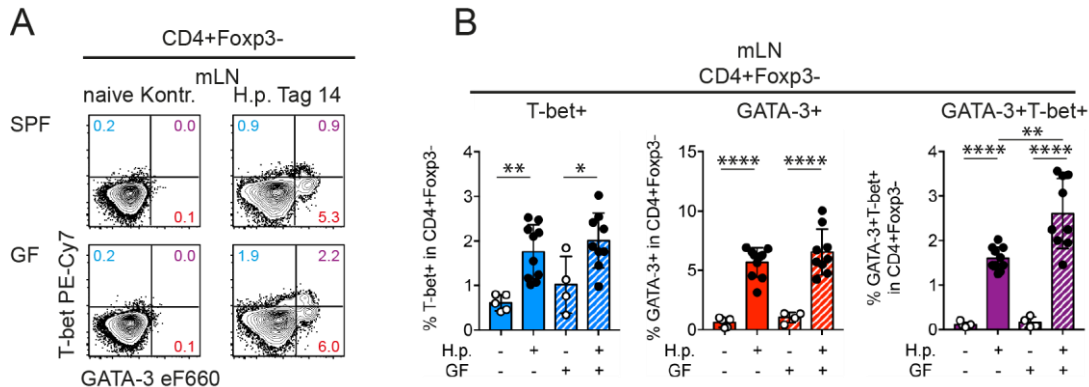 A
CD4+Foxp3-
mLN
naive Kontr. H.p. Tag 14
SPF
0.2 0.0 0.9 0.9
0.1 5.3
GF
0.2 0.0 1.9 2.2
0.1 6.0
T-bet PE-Cy7
GATA-3 eF660
B
mLN
CD4+Foxp3-
T-bet+ GATA-3+ GATA-3+T-bet+
% T-bet+ in CD4+Foxp3-
4
3
2
1
0
** *
% GATA-3+ in CD4+Foxp3-
15
10
5
0
**** ****
% GATA-3+T-bet+
in CD4+Foxp3-
4
3
2
1
0
**
**** ****
H.p. - + - + H.p. - + - + H.p. - + - +
GF - - + + GF - - + + GF - - + +